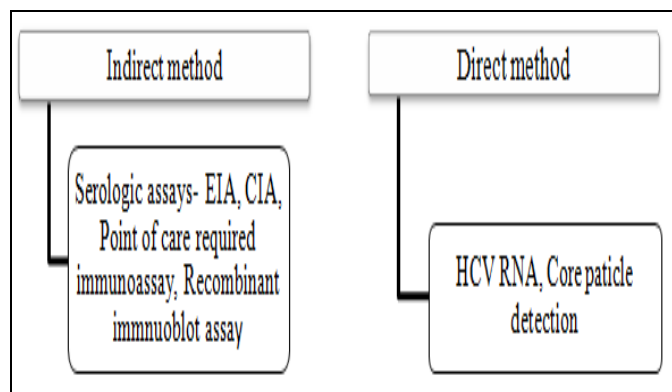 Indirect method
Serologic assays- EIA, CIA,
Point of care required
immunoassay, Recombinant
immnuoblot assay
Direct method
HCV RNA, Core paticle
detection